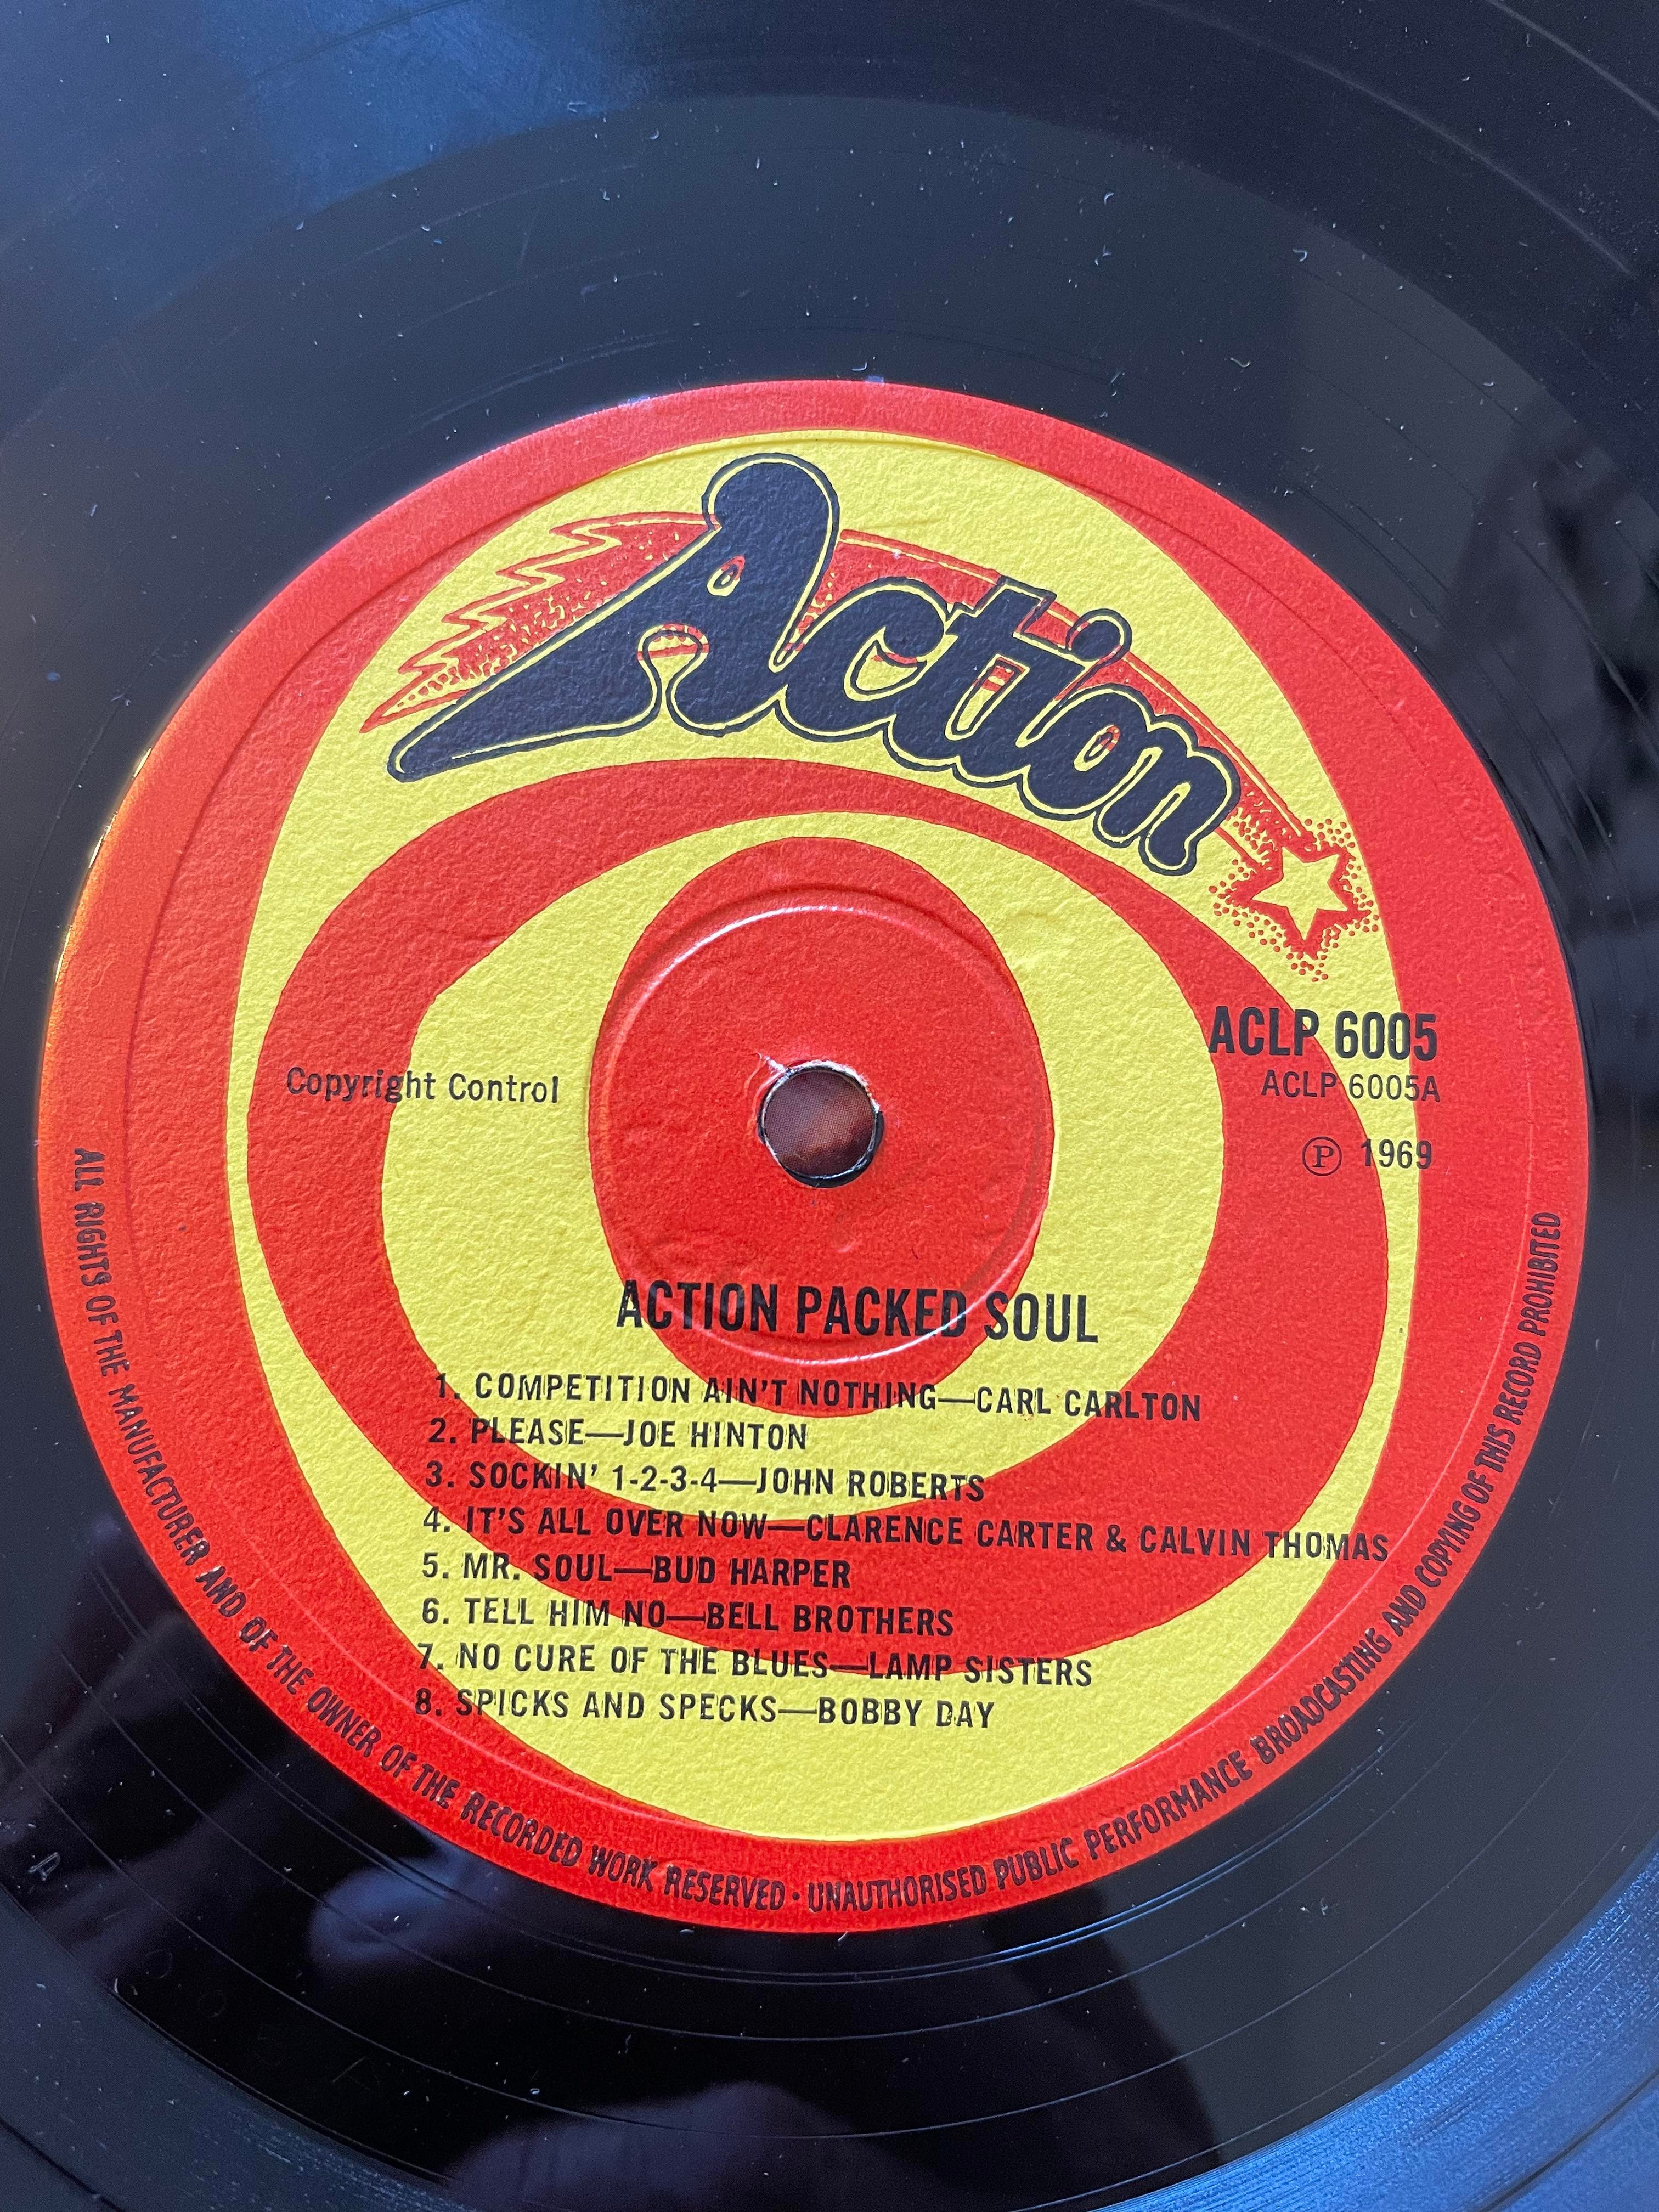 Action
ACLP 6005
ACLP 6005A
Copyright Control
Ⓟ 1969
ACTION PACKED SOUL
1. COMPETITION AIN'T NOTHING—CARL CARLTON
2. PLEASE—JOE HINTON
3. SOCKIN' 1-2-3-4—JOHN ROBERTS
4. IT'S ALL OVER NOW—CLARENCE CARTER & CALVIN THOMAS
5. MR. SOUL—BUD HARPER
6. TELL HIM NO—BELL BROTHERS
7. NO CURE OF THE BLUES—LAMP SISTERS
8. SPICKS AND SPECKS—BOBBY DAY
ALL RIGHTS OF THE MANUFACTURER AND OF THE OWNER OF THE RECORDED WORK RESERVED · UNAUTHORISED PUBLIC PERFORMANCE BROADCASTING AND COPYING OF THIS RECORD PROHIBITED
A